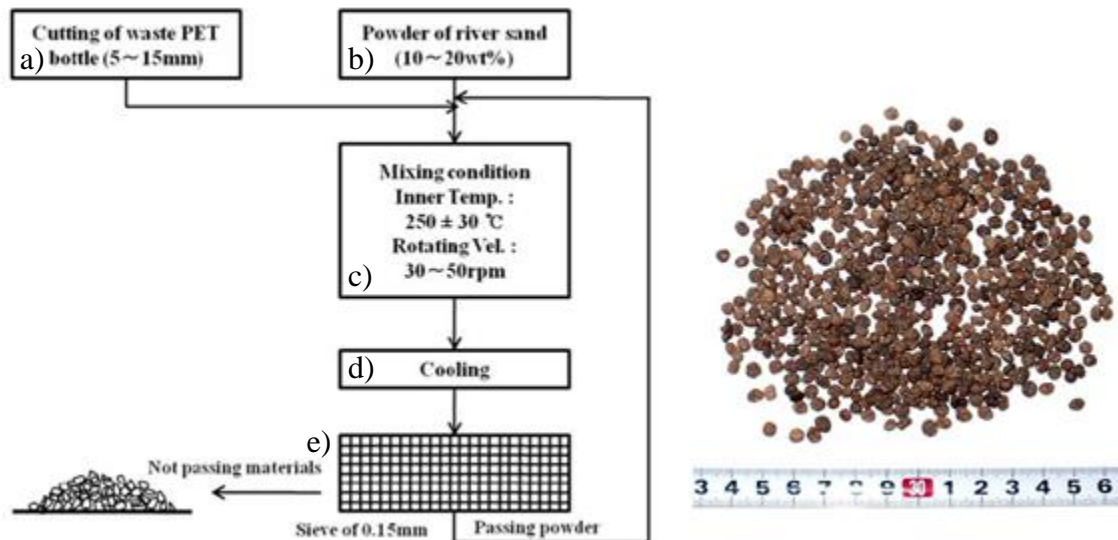 Cutting of waste PET
a) bottle (5～15mm)
Powder of river sand
b) (10～20wt%)
Mixing condition
Inner Temp. :
250 ± 30 ℃
Rotating Vel. :
c) 30～50rpm
d) Cooling
e)
Not passing materials
Sieve of 0.15mm
Passing powder
3 4 5 6 7 8 9 30 1 2 3 4 5 6